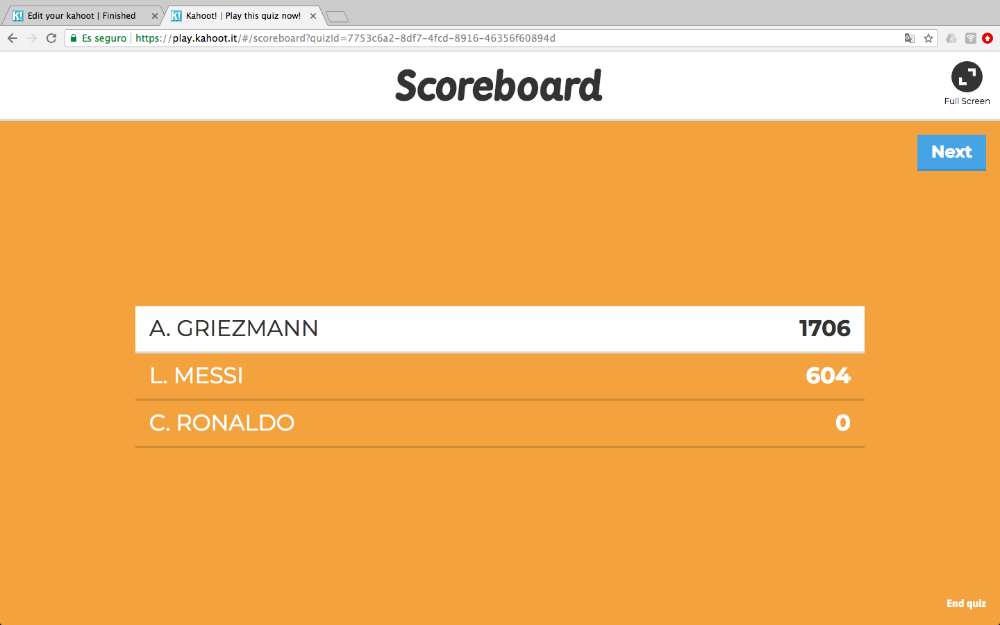 Edit your kahoot | Finished
Kahoot! | Play this quiz now!
Es seguro https://play.kahoot.it/#/scoreboard?quizId=7753c6a2-8df7-4fcd-8916-46356f60894d
Scoreboard
Full Screen
Next
A. GRIEZMANN 1706
L. MESSI 604
C. RONALDO 0
End quiz